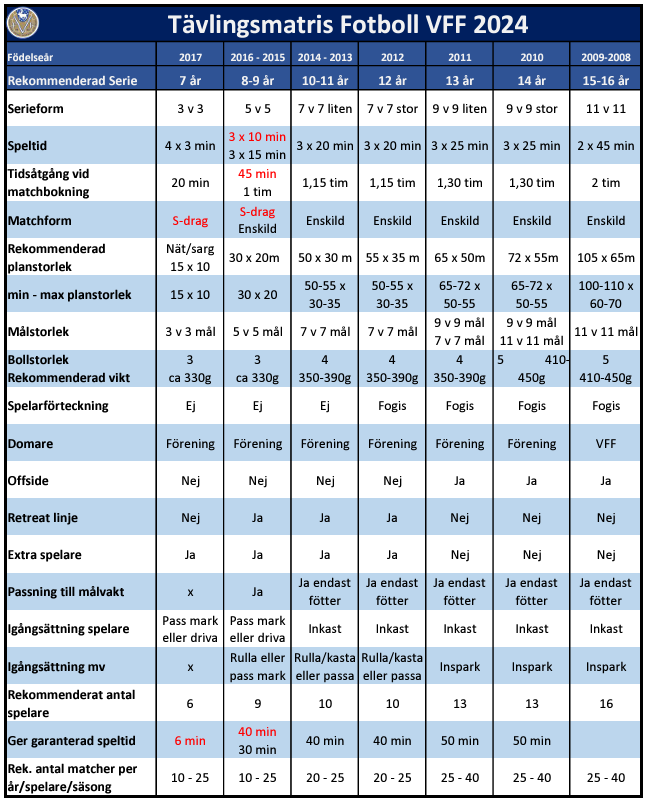 Tävlingsmatris Fotboll VFF 2024
Födelseår 2017 2016 - 2015 2014 - 2013 2012 2011 2010 2009-2008
Rekommenderad Serie 7 år 8-9 år 10-11 år 12 år 13 år 14 år 15-16 år
Serieform 3 v 3 5 v 5 7 v 7 liten 7 v 7 stor 9 v 9 liten 9 v 9 stor 11 v 11
Speltid 4 x 3 min 3 x 10 min 3 x 20 min 3 x 20 min 3 x 25 min 3 x 25 min 2 x 45 min
3 x 15 min
Tidsåtgång vid 20 min 45 min 1,15 tim 1,15 tim 1,30 tim 1,30 tim 2 tim
matchbokning 1 tim
Matchform S-drag S-drag Enskild Enskild Enskild Enskild Enskild
Enskild
Rekommenderad Nät/sarg 30 x 20m 50 x 30 m 55 x 35 m 65 x 50m 72 x 55m 105 x 65m
planstorlek 15 x 10
min - max planstorlek 15 x 10 30 x 20 50-55 x 50-55 x 65-72 x 65-72 x 100-110 x
30-35 30-35 50-55 50-55 60-70
Målstorlek 3 v 3 mål 5 v 5 mål 7 v 7 mål 7 v 7 mål 9 v 9 mål 9 v 9 mål 11 v 11 mål
7 v 7 mål 11 v 11 mål
Bollstorlek 3 3 4 4 4 5 410- 5
Rekommenderad vikt ca 330g ca 330g 350-390g 350-390g 350-390g 450g 410-450g
Spelarförteckning Ej Ej Ej Fogis Fogis Fogis Fogis
Domare Förening Förening Förening Förening Förening Förening VFF
Offside Nej Nej Nej Nej Ja Ja Ja
Retreat linje Nej Ja Ja Ja Nej Nej Nej
Extra spelare Ja Ja Ja Ja Nej Nej Nej
Passning till målvakt x Ja Ja endast Ja endast Ja endast Ja endast Ja endast
fötter fötter fötter fötter fötter
Igångsättning spelare Pass mark Pass mark Inkast Inkast Inkast Inkast Inkast
eller driva eller driva
Igångsättning mv x Rulla eller Rulla/kasta Rulla/kasta Inspark Inspark Inspark
pass mark eller passa eller passa
Rekommenderat antal 6 9 10 10 13 13 16
spelare
Ger garanterad speltid 6 min 40 min 40 min 40 min 50 min 50 min
30 min
Rek. antal matcher per 10 - 25 10 - 25 20 - 25 20 - 25 25 - 40 25 - 40 25 - 40
år/spelare/säsong